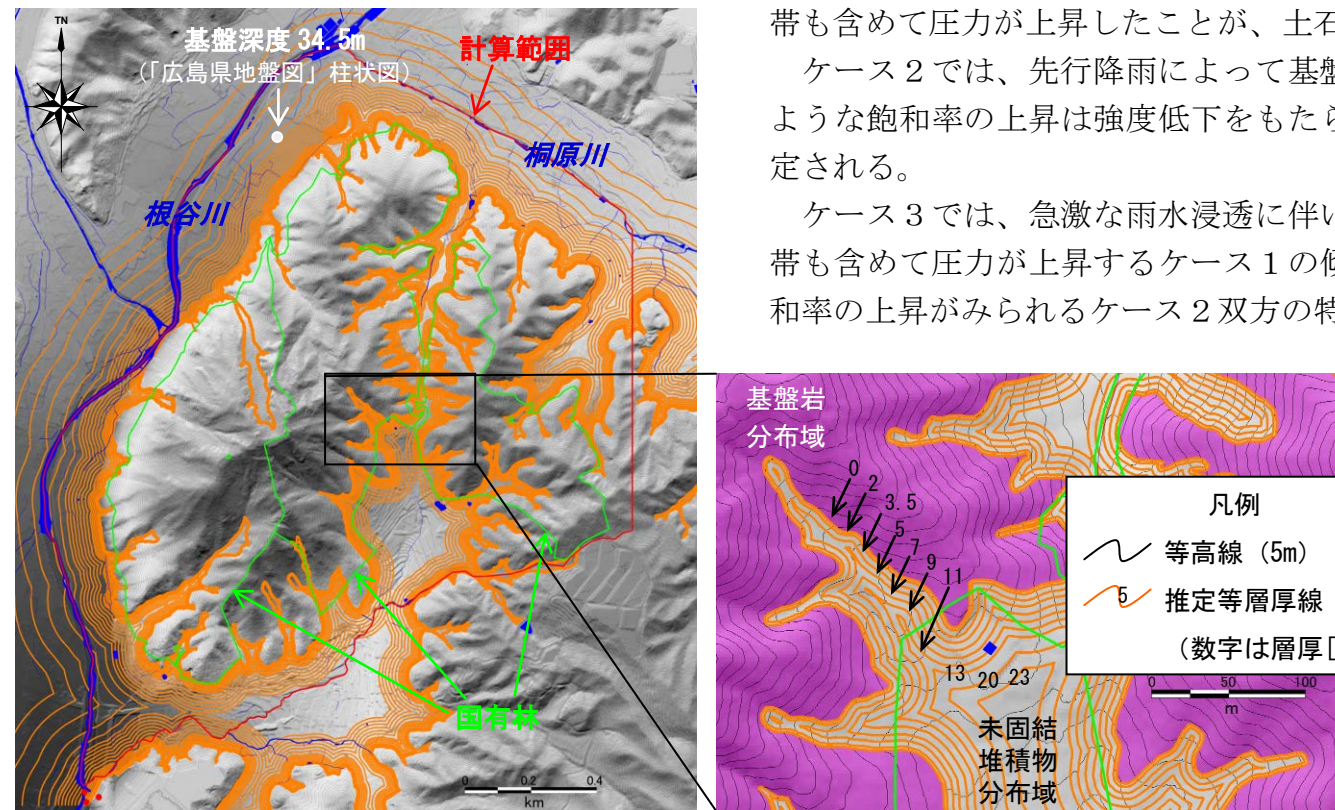 TN
基盤深度 34.5m
(「広島県地盤図」柱状図)
計算範囲
桐原川
根谷川
国有林
0 0.2 0.4
km
帯も含めて圧力が上昇したことが、土石
ケース2では、先行降雨によって基盤
ような飽和率の上昇は強度低下をもたら
定される。
ケース3では、急激な雨水浸透に伴い
帯も含めて圧力が上昇するケース1の傾
和率の上昇がみられるケース2双方の特
基盤岩
分布域
0
2
3.5
5
7
9
11
13 20 23
未固結
堆積物
分布域
凡例
等高線 (5m)
5 推定等層厚線
(数字は層厚[
0 50 100
m